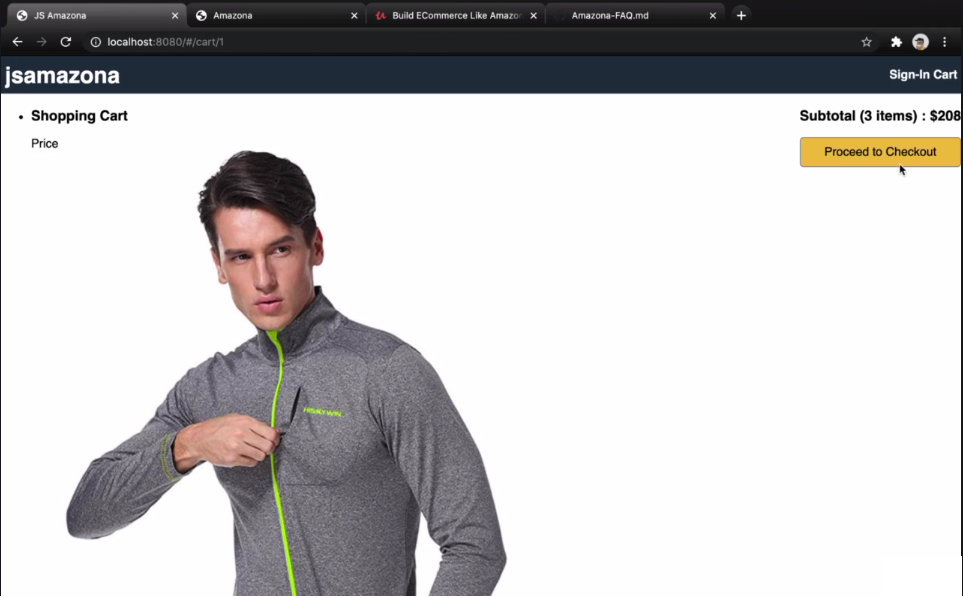 JS Amazona
Amazona
Build ECommerce Like Amazon
Amazona-FAQ.md
localhost:8080/#/cart/1
jsamazona
Sign-In Cart
Shopping Cart
Subtotal (3 items) : $208
Price
Proceed to Checkout